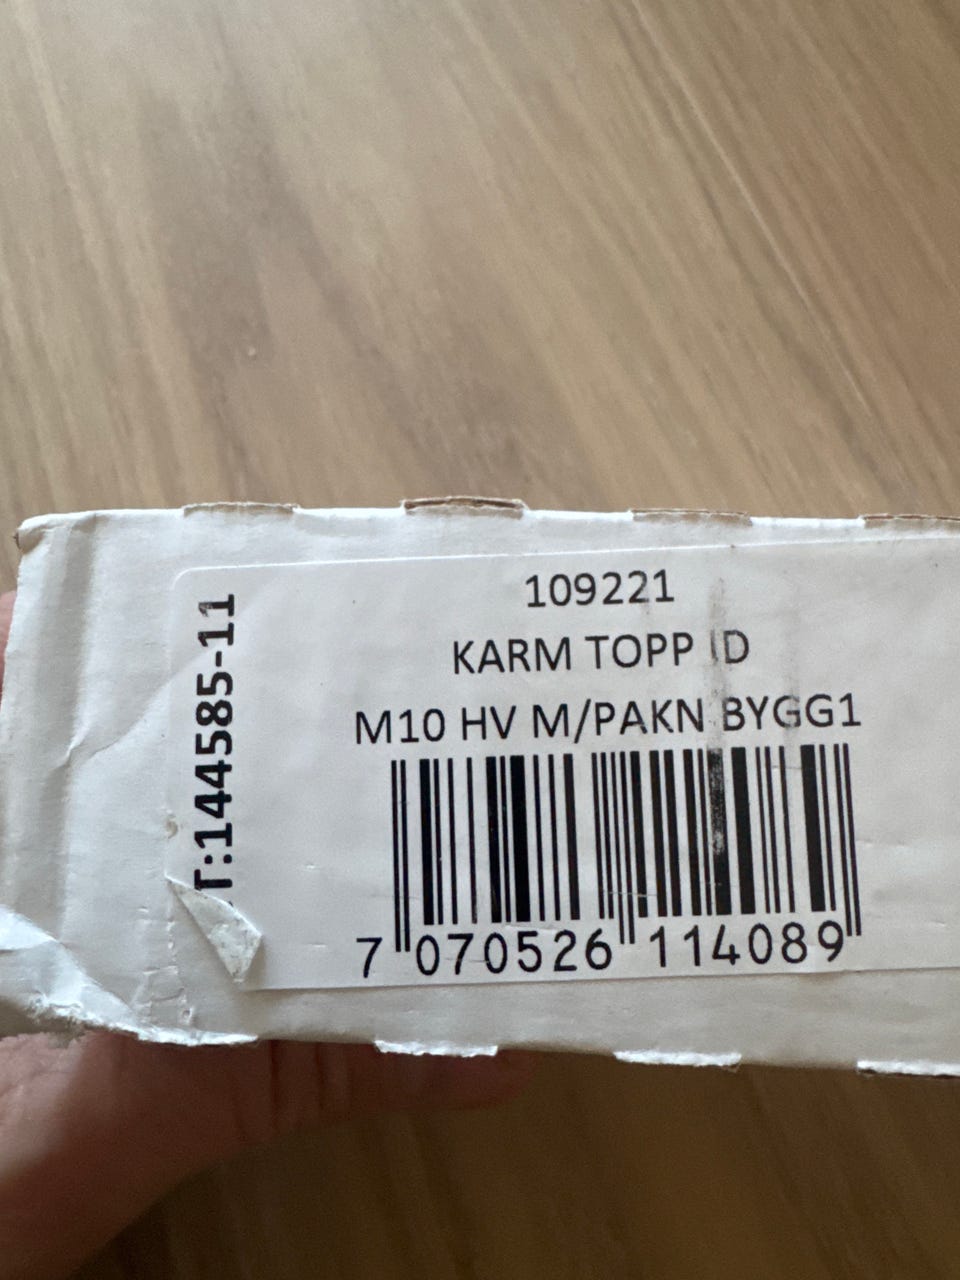 109221
KARM TOPP ID
M10 HV M/PAKN BYGG1
7 070526 114089
T:144585-11